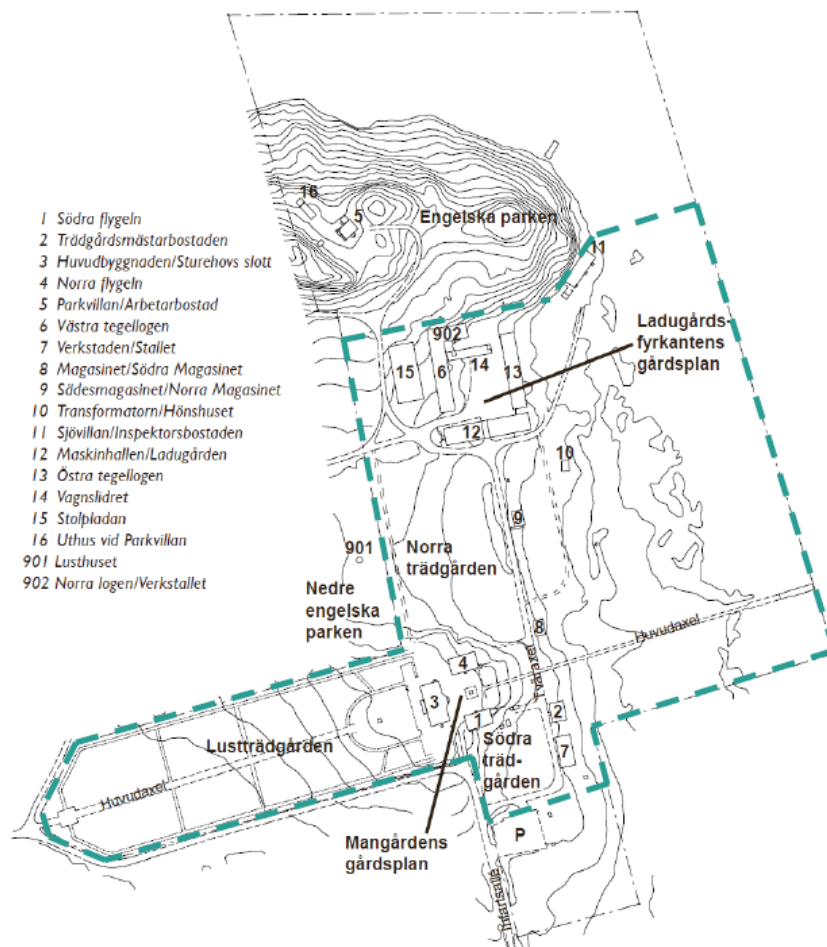 1 Södra flygeln
2 Trädgårdsmästarbostaden
3 Huvudbyggnaden/Sturehovs slott
4 Norra flygeln
5 Parkvillan/Arbetarbostad
6 Västra tegellogen
7 Verkstaden/Stallet
8 Magasinet/Södra Magasinet
9 Sädesmagasinet/Norra Magasinet
10 Transformatorn/Hönshuset
11 Sjövillan/Inspektorsbostaden
12 Maskinhallen/Ladugården
13 Östra tegellogen
14 Vagnslidret
15 Stolpladan
16 Uthus vid Parkvillan
901 Lusthuset
902 Norra logen/Verkstallet
16
5
Engelska parken
11
Ladugårds-
fyrkantens
gårdsplan
902
14
15
6
13
12
10
9
901
Norra
trädgården
Nedre
engelska
parken
8
Huvudaxel
Tväraxel
4
3
1
2
7
Lustträdgården
Södra
träd-
gården
Huvudaxel
Mangårdens
gårdsplan
P
Infartsallé